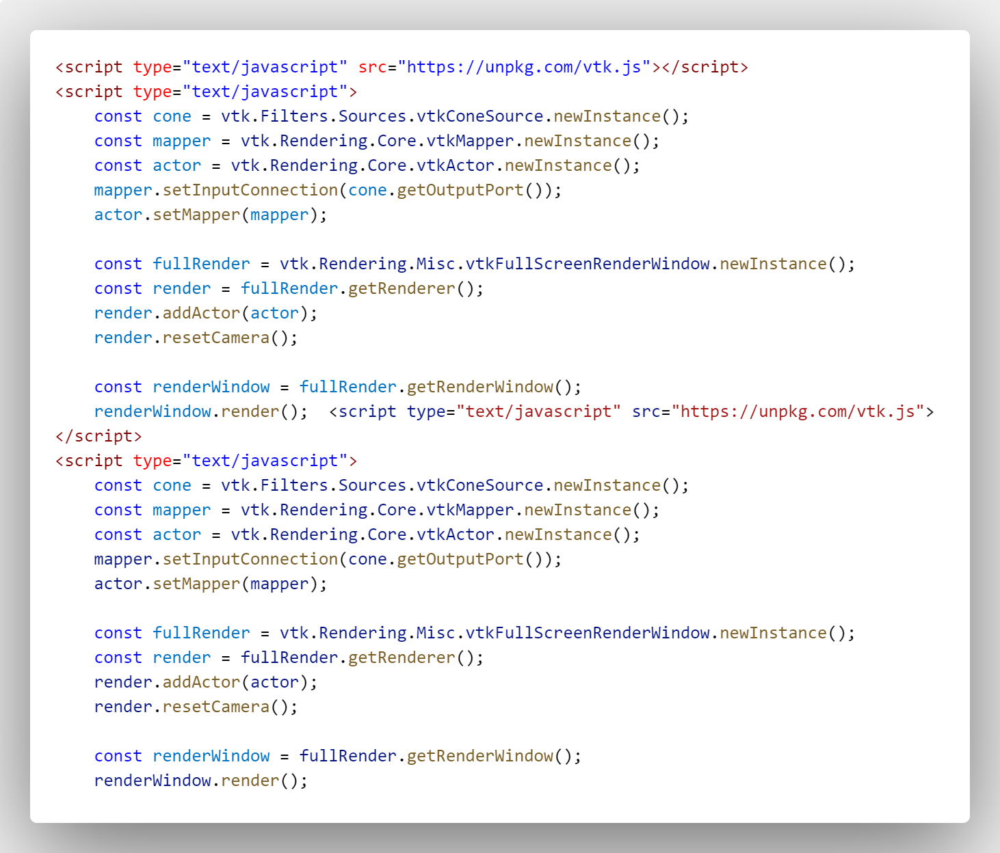 <script type="text/javascript" src="https://unpkg.com/vtk.js"></script>
<script type="text/javascript">
    const cone = vtk.Filters.Sources.vtkConeSource.newInstance();
    const mapper = vtk.Rendering.Core.vtkMapper.newInstance();
    const actor = vtk.Rendering.Core.vtkActor.newInstance();
    mapper.setInputConnection(cone.getOutputPort());
    actor.setMapper(mapper);

    const fullRender = vtk.Rendering.Misc.vtkFullScreenRenderWindow.newInstance();
    const render = fullRender.getRenderer();
    render.addActor(actor);
    render.resetCamera();

    const renderWindow = fullRender.getRenderWindow();
    renderWindow.render();  <script type="text/javascript" src="https://unpkg.com/vtk.js">
</script>
<script type="text/javascript">
    const cone = vtk.Filters.Sources.vtkConeSource.newInstance();
    const mapper = vtk.Rendering.Core.vtkMapper.newInstance();
    const actor = vtk.Rendering.Core.vtkActor.newInstance();
    mapper.setInputConnection(cone.getOutputPort());
    actor.setMapper(mapper);

    const fullRender = vtk.Rendering.Misc.vtkFullScreenRenderWindow.newInstance();
    const render = fullRender.getRenderer();
    render.addActor(actor);
    render.resetCamera();

    const renderWindow = fullRender.getRenderWindow();
    renderWindow.render();